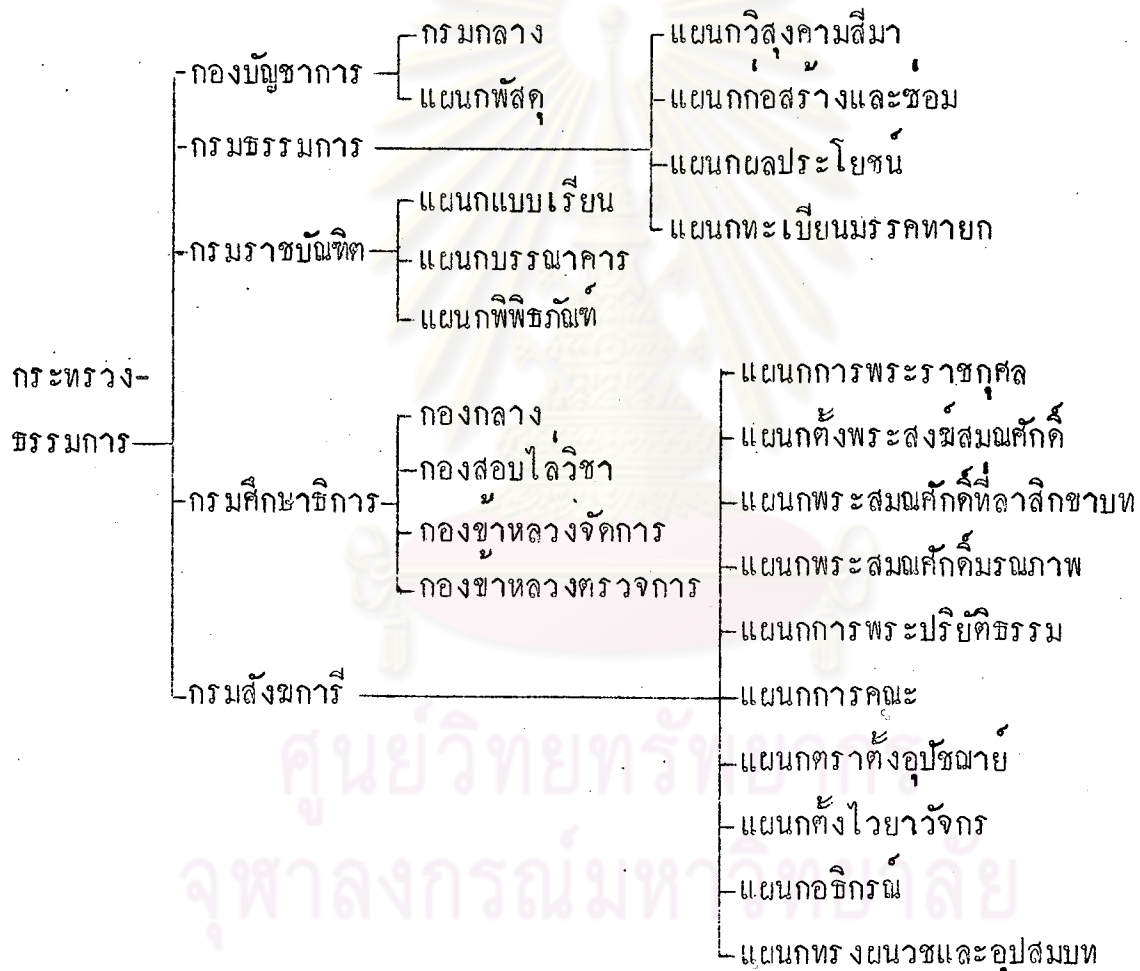 กระทรวง-
ธรรมการ
-กองบัญชาการ
กรมกลาง
แผนกพัสดุ
-กรมธรรมการ
แผนกวิสุงคามสีมา
แผนกก่อสร้างและซ่อม
แผนกผลประโยชน์
แผนกทะเบียนมรรคทายก
-กรมราชบัณฑิต
แผนกแบบเรียน
แผนกบรรณาคาร
แผนกพิพิธภัณฑ์
-กรมศึกษาธิการ
กองกลาง
กองสอบไล่วิชา
กองข้าหลวงจัดการ
กองข้าหลวงตรวจการ
-กรมสังฆการี
แผนกการพระราชกุศล
แผนกตั้งพระสงฆ์สมณศักดิ์
แผนกพระสมณศักดิ์ที่ลาสิกขาบท
แผนกพระสมณศักดิ์มรณภาพ
แผนกการพระปริยัติธรรม
แผนกการคณะ
แผนกตราตั้งอุปัชฌาย์
แผนกตั้งไวยาวัจกร
แผนกอธิกรณ์
แผนกทรงผนวชและอุปสมบท
ศูนย์วิทยทรัพยากร
จุฬาลงกรณ์มหาวิทยาลัย